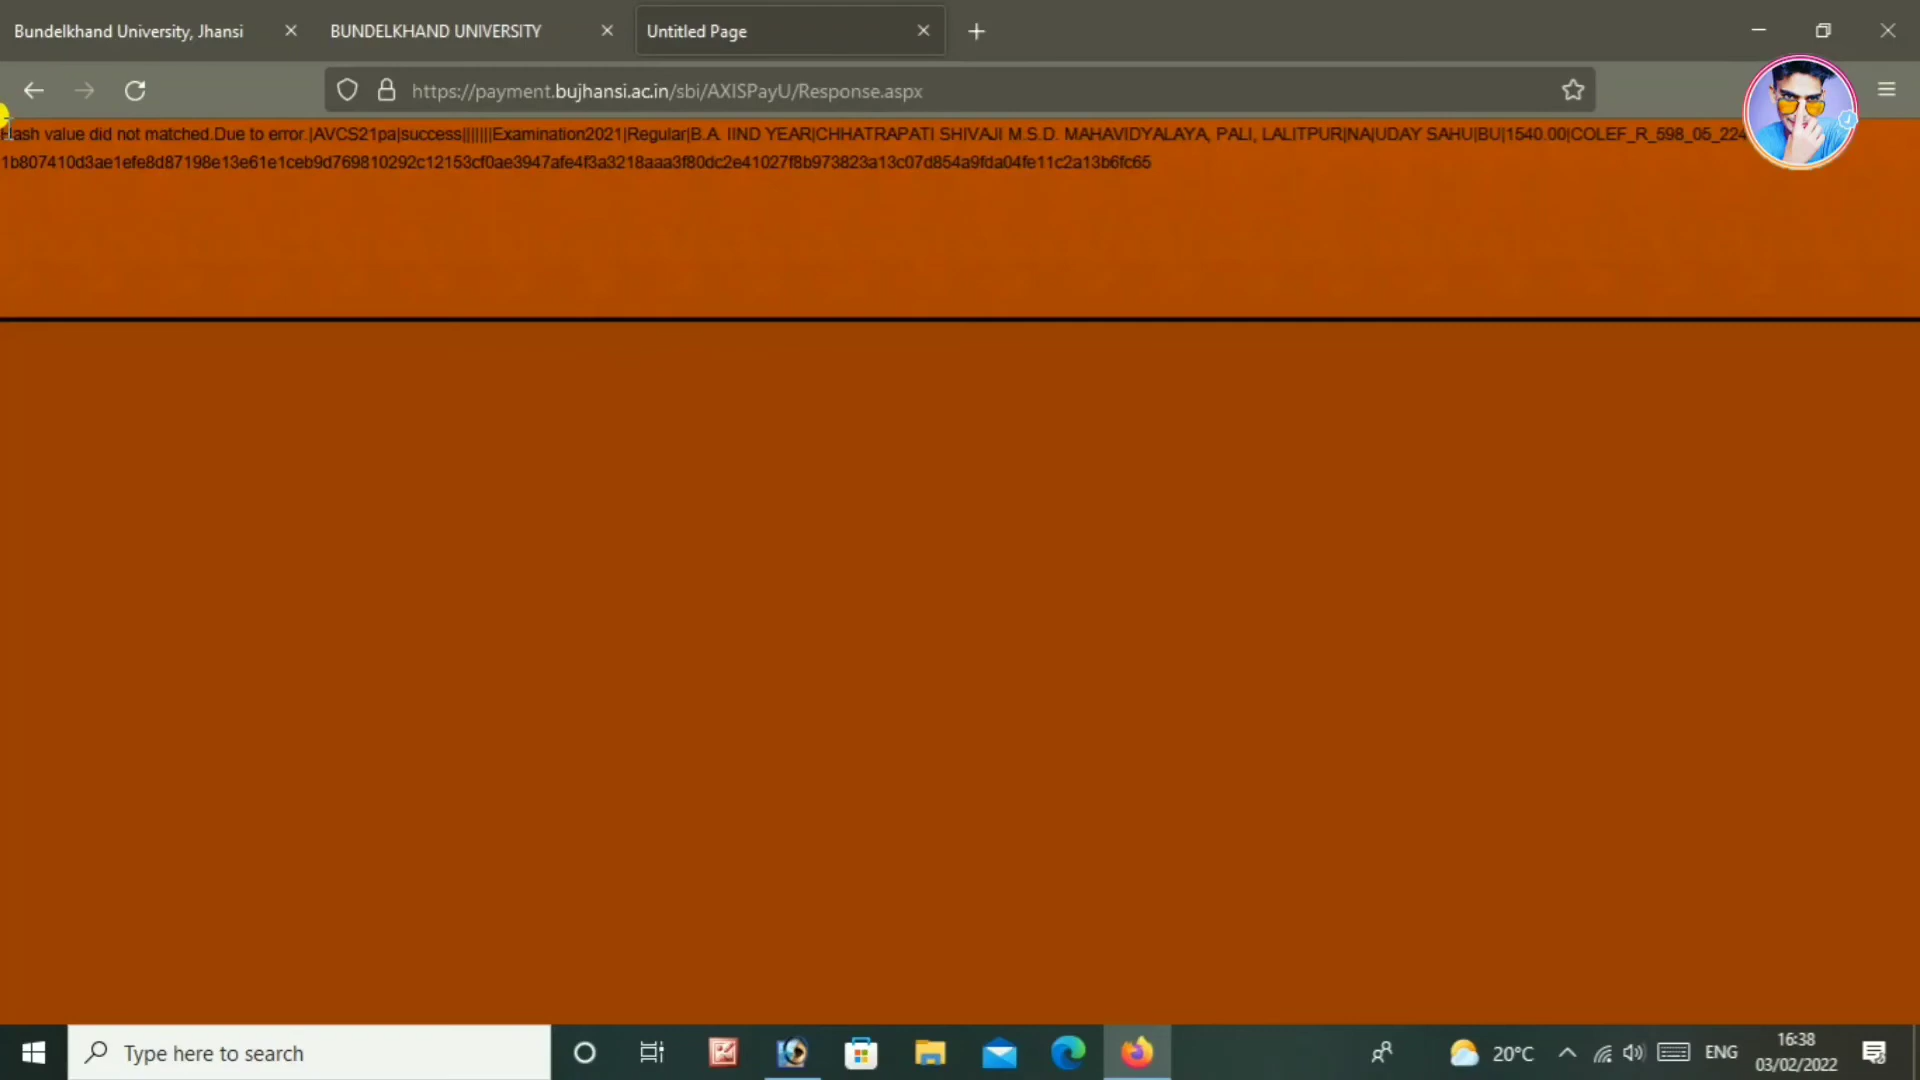 Bundelkhand University, Jhansi
BUNDELKHAND UNIVERSITY
Untitled Page
https://payment.bujhansi.ac.in/sbi/AXISPayU/Response.aspx
Hash value did not matched.Due to error.|AVCS21pa|success|||||||Examination2021|Regular|B.A. IIND YEAR|CHHATRAPATI SHIVAJI M.S.D. MAHAVIDYALAYA, PALI, LALITPUR|NA|UDAY SAHU|BU|1540.00|COLEF_R_598_05_224
1b807410d3ae1efe8d87198e13e61e1ceb9d769810292c12153cf0ae3947afe4f3a3218aaa3f80dc2e41027f8b973823a13c07d854a9fda04fe11c2a13b6fc65
Type here to search
20°C
ENG
16:38
03/02/2022